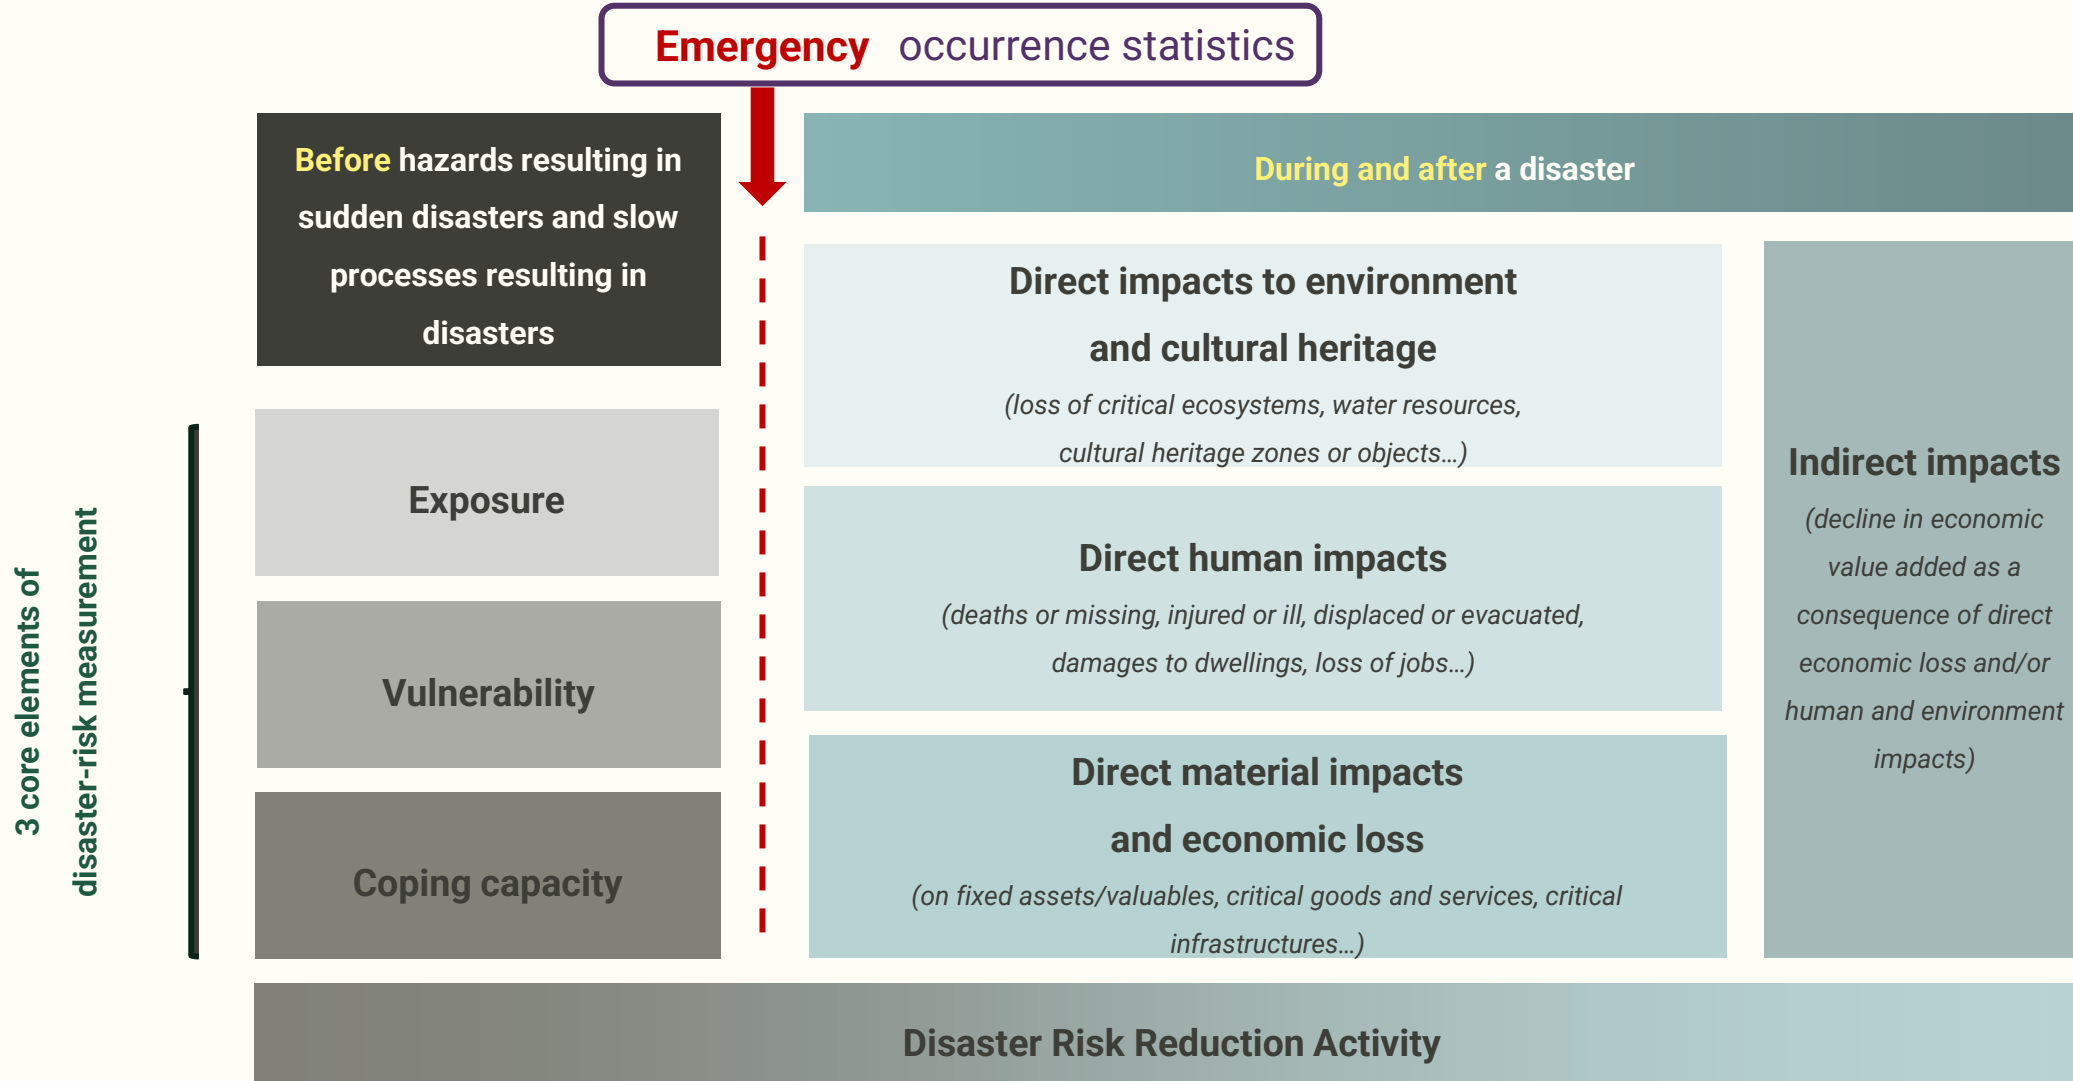 Emergency occurrence statistics
Before hazards resulting in
sudden disasters and slow
processes resulting in
disasters
During and after a disaster
3 core elements of
disaster-risk measurement
Exposure
Vulnerability
Coping capacity
Direct impacts to environment
and cultural heritage
(loss of critical ecosystems, water resources,
cultural heritage zones or objects…)
Direct human impacts
(deaths or missing, injured or ill, displaced or evacuated,
damages to dwellings, loss of jobs…)
Direct material impacts
and economic loss
(on fixed assets/valuables, critical goods and services, critical
infrastructures…)
Indirect impacts
(decline in economic
value added as a
consequence of direct
economic loss and/or
human and environment
impacts)
Disaster Risk Reduction Activity